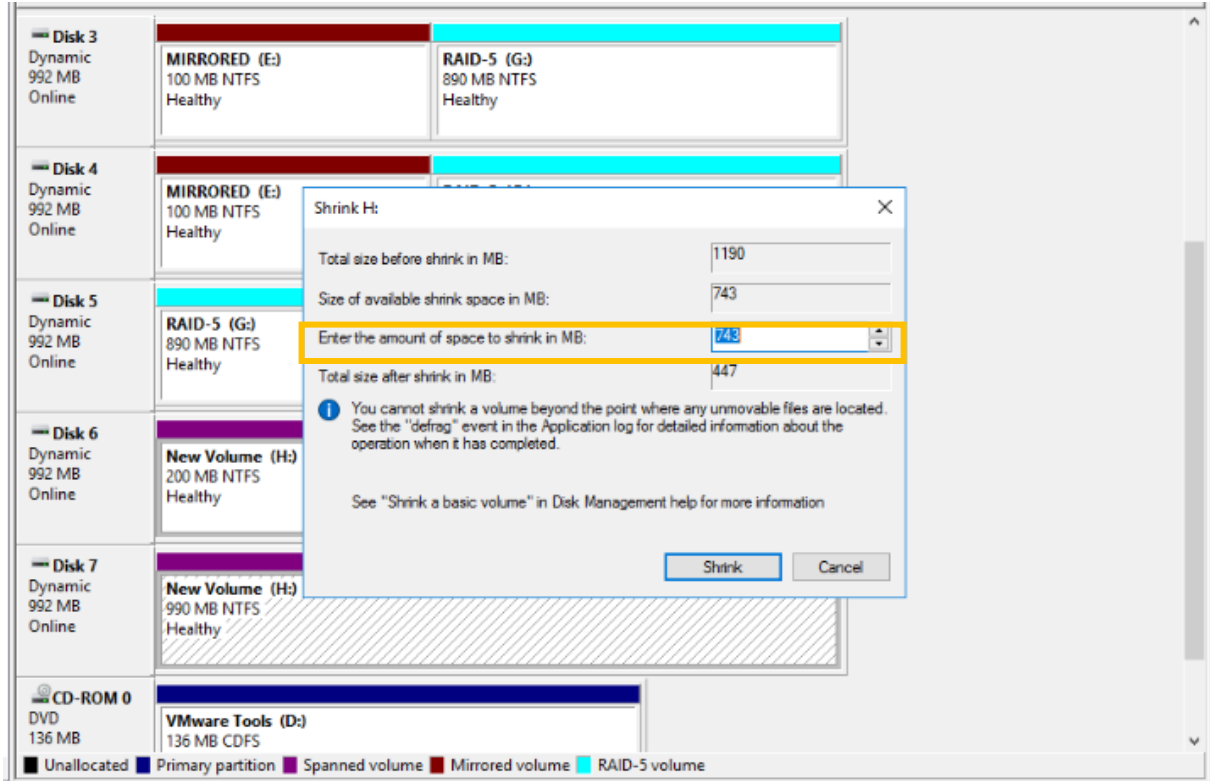 Disk 3
Dynamic
992 MB
Online
MIRRORED (E:)
100 MB NTFS
Healthy
RAID-5 (G:)
890 MB NTFS
Healthy
Disk 4
Dynamic
992 MB
Online
MIRRORED (E:)
100 MB NTFS
Healthy
Disk 5
Dynamic
992 MB
Online
RAID-5 (G:)
890 MB NTFS
Healthy
Disk 6
Dynamic
992 MB
Online
New Volume (H:)
200 MB NTFS
Healthy
Disk 7
Dynamic
992 MB
Online
New Volume (H:)
990 MB NTFS
Healthy
CD-ROM 0
DVD
136 MB
VMware Tools (D:)
136 MB CDFS
Shrink H:
Total size before shrink in MB: 1190
Size of available shrink space in MB: 743
Enter the amount of space to shrink in MB: 743
Total size after shrink in MB: 447
You cannot shrink a volume beyond the point where any unmovable files are located.
See the "defrag" event in the Application log for detailed information about the
operation when it has completed.
See "Shrink a basic volume" in Disk Management help for more information
Shrink Cancel
Unallocated Primary partition Spanned volume Mirrored volume RAID-5 volume